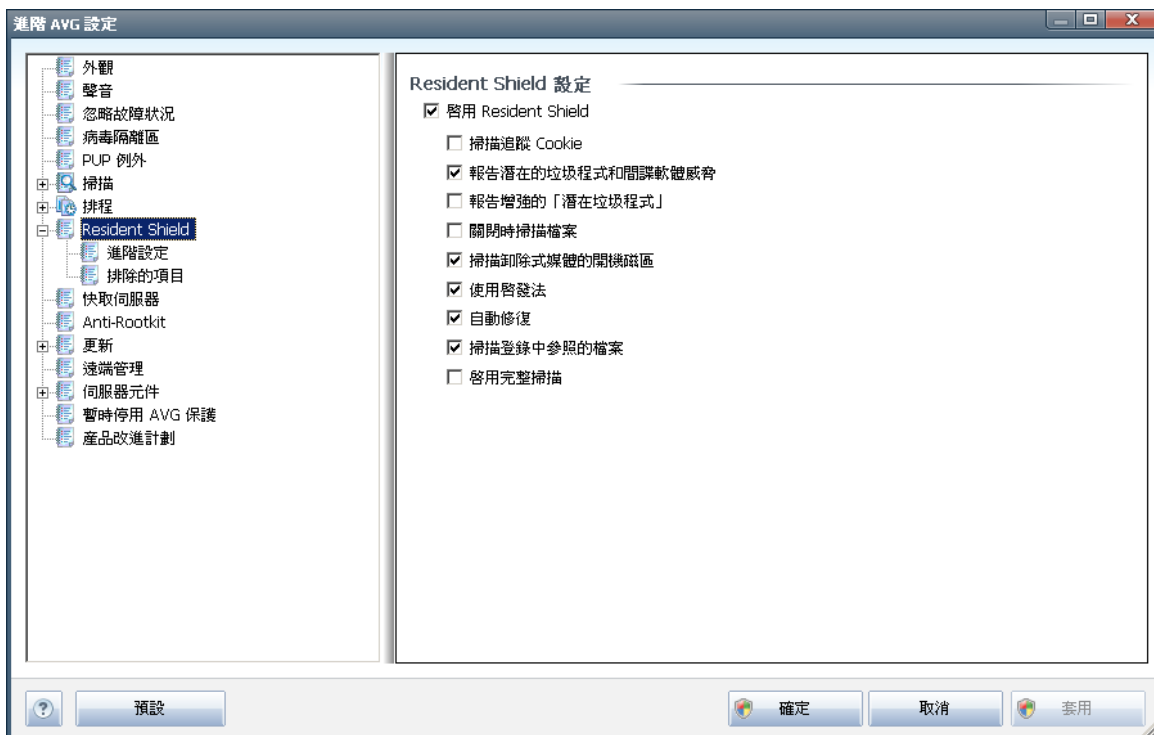 進階 AVG 設定
外觀
聲音
忽略故障狀況
病毒隔離區
PUP 例外
掃描
排程
Resident Shield
進階設定
排除的項目
快取伺服器
Anti-Rootkit
更新
遠端管理
伺服器元件
暫時停用 AVG 保護
產品改進計劃
Resident Shield 設定
啓用 Resident Shield
掃描追蹤 Cookie
報告潛在的垃圾程式和間諜軟體威脅
報告增強的「潛在垃圾程式」
關閉時掃描檔案
掃描卸除式媒體的開機磁區
使用啓發法
自動修復
掃描登錄中參照的檔案
啓用完整掃描
?
預設
確定
取消
套用